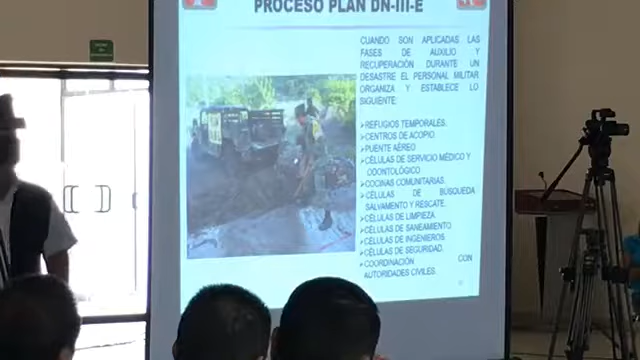 PROCESO PLAN DN-III-E
CUANDO SON APLICADAS LAS
FASES DE AUXILIO Y
RECUPERACIÓN DURANTE UN
DESASTRE EL PERSONAL MILITAR
ORGANIZA Y ESTABLECE LO
SIGUIENTE:
➢REFUGIOS TEMPORALES.
➢CENTROS DE ACOPIO.
➢PUENTE AÉREO
➢CÉLULAS DE SERVICIO MÉDICO Y
ODONTOLÓGICO
➢COCINAS COMUNITARIAS.
➢CÉLULAS DE BÚSQUEDA
SALVAMENTO Y RESCATE.
➢CÉLULAS DE LIMPIEZA.
➢CÉLULAS DE SANEAMIENTO
➢CÉLULAS DE INGENIEROS
➢CÉLULAS DE SEGURIDAD.
➢COORDINACIÓN CON
AUTORIDADES CIVILES.